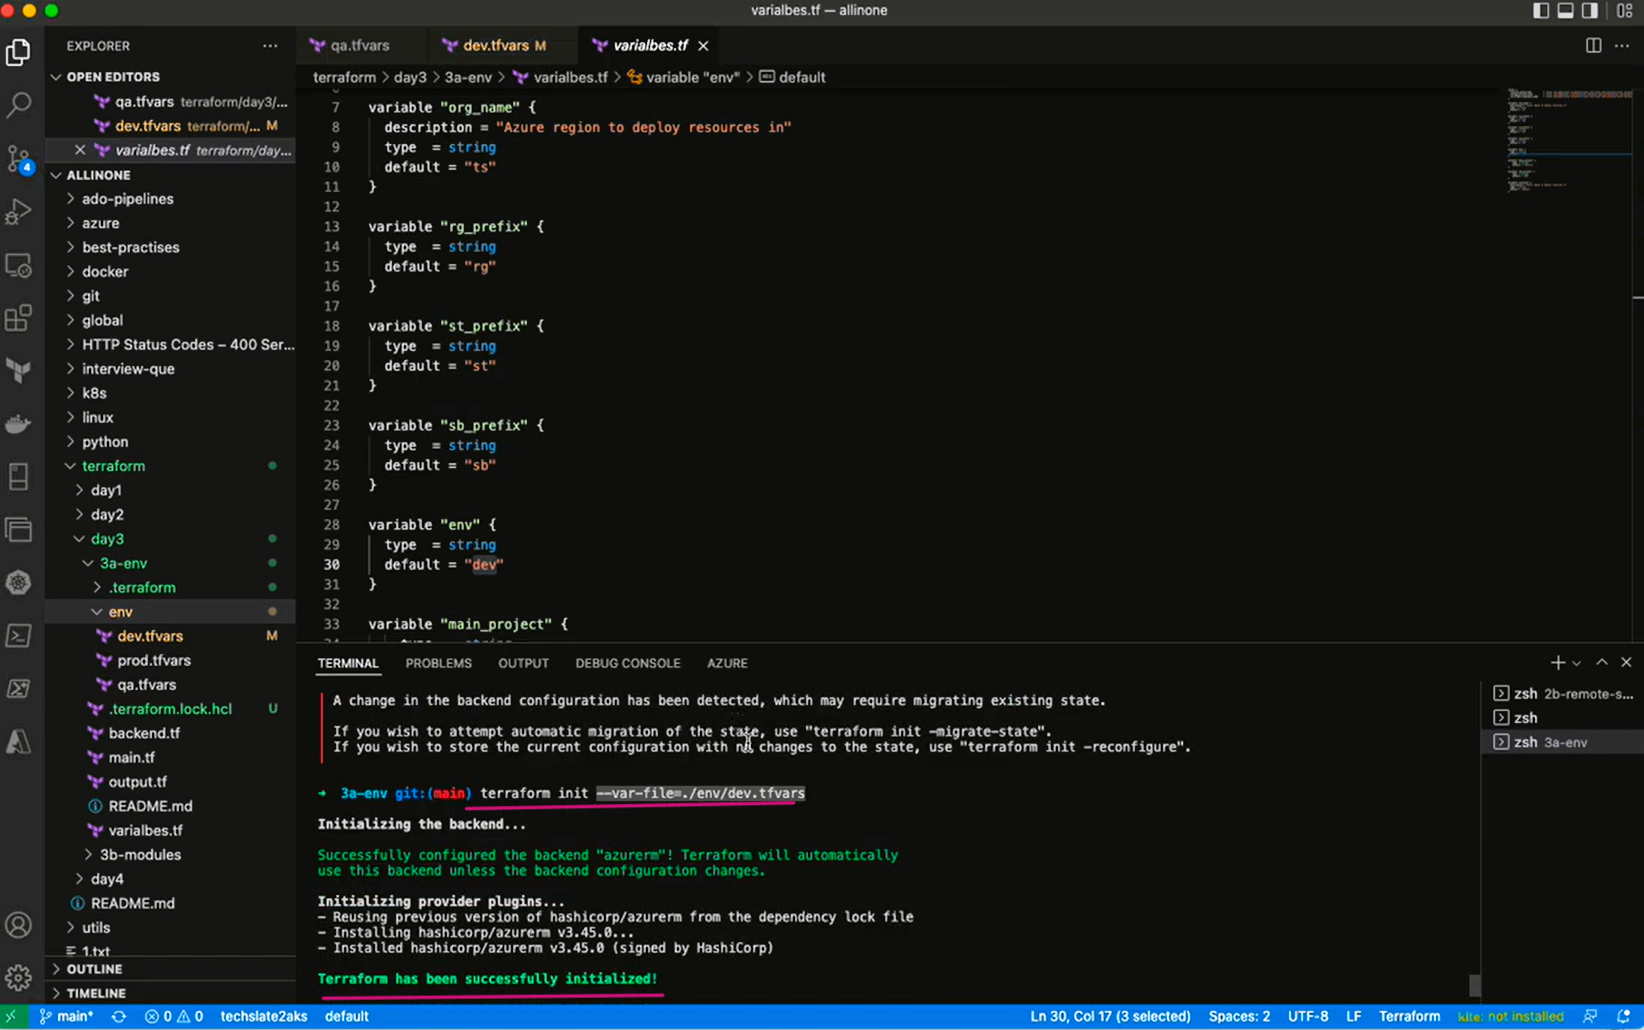 varialbes.tf — allinone
EXPLORER
qa.tfvars
dev.tfvars M
varialbes.tf
OPEN EDITORS
terraform > day3 > 3a-env > varialbes.tf > variable "env" > default
qa.tfvars terraform/day3/...
dev.tfvars terraform/... M
varialbes.tf terraform/day...
ALLINONE
ado-pipelines
azure
best-practises
docker
git
global
HTTP Status Codes – 400 Ser...
interview-que
k8s
linux
python
terraform
day1
day2
day3
3a-env
.terraform
env
dev.tfvars M
prod.tfvars
qa.tfvars
.terraform.lock.hcl U
backend.tf
main.tf
output.tf
README.md
varialbes.tf
3b-modules
day4
README.md
utils
1.txt
OUTLINE
TIMELINE
4
7 variable "org_name" {
8 description = "Azure region to deploy resources in"
9 type = string
10 default = "ts"
11 }
12
13 variable "rg_prefix" {
14 type = string
15 default = "rg"
16 }
17
18 variable "st_prefix" {
19 type = string
20 default = "st"
21 }
22
23 variable "sb_prefix" {
24 type = string
25 default = "sb"
26 }
27
28 variable "env" {
29 type = string
30 default = "dev"
31 }
32
33 variable "main_project" {
TERMINAL PROBLEMS OUTPUT DEBUG CONSOLE AZURE
A change in the backend configuration has been detected, which may require migrating existing state.
If you wish to attempt automatic migration of the state, use "terraform init -migrate-state".
If you wish to store the current configuration with no changes to the state, use "terraform init -reconfigure".
➜ 3a-env git:(main) terraform init --var-file=./env/dev.tfvars
Initializing the backend...
Successfully configured the backend "azurerm"! Terraform will automatically
use this backend unless the backend configuration changes.
Initializing provider plugins...
- Reusing previous version of hashicorp/azurerm from the dependency lock file
- Installing hashicorp/azurerm v3.45.0...
- Installed hashicorp/azurerm v3.45.0 (signed by HashiCorp)
Terraform has been successfully initialized!
zsh 2b-remote-s...
zsh
zsh 3a-env
main* 0 0 techslate2aks default Ln 30, Col 17 (3 selected) Spaces: 2 UTF-8 LF Terraform kite: not installed